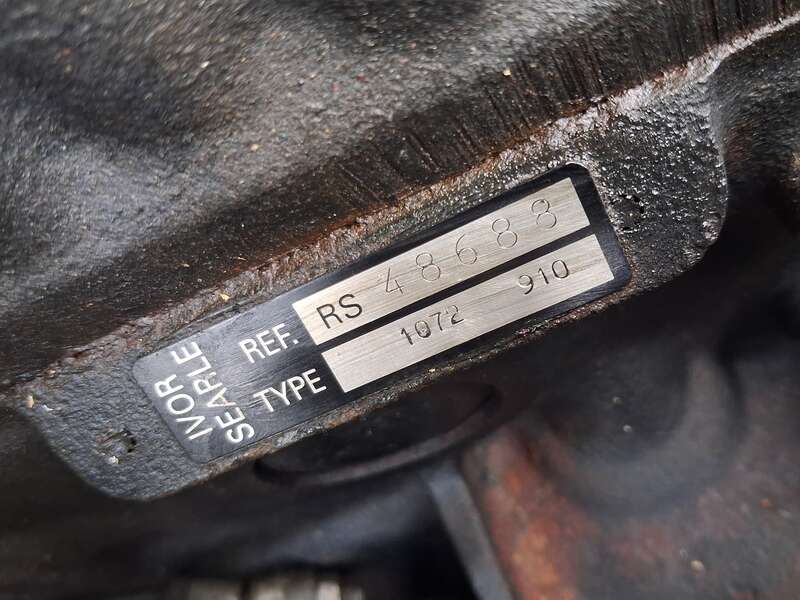 IVOR
SEARLE
REF. RS 48688
TYPE 1072 910